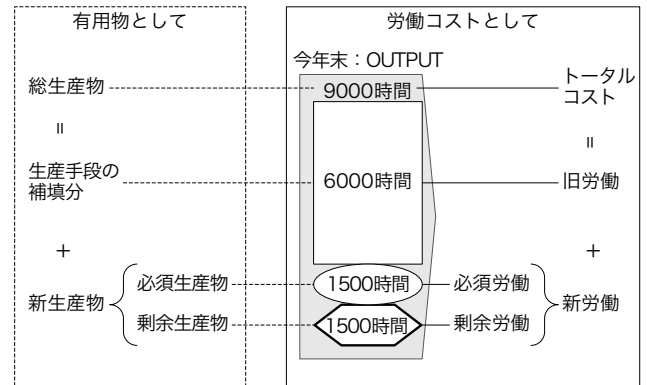 有用物として
労働コストとして
今年末：OUTPUT
総生産物
9000時間
トータル
コスト
=
=
生産手段の
補填分
6000時間
旧労働
+
+
新生産物
必須生産物
1500時間
必須労働
新労働
剰余生産物
1500時間
剰余労働